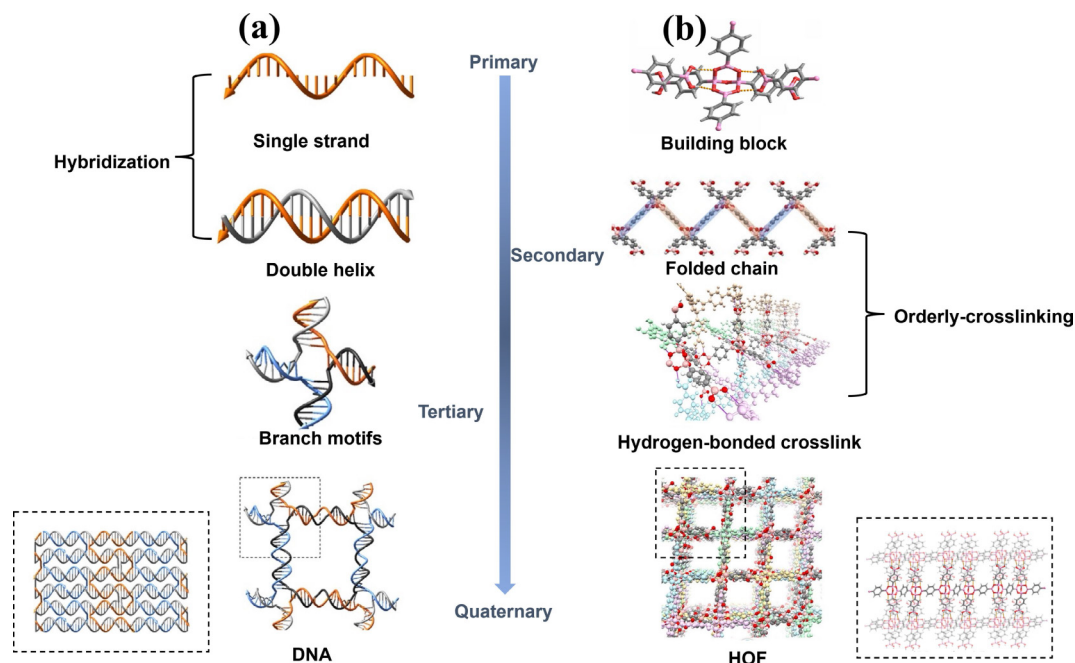 (a)
(b)
Primary
Single strand
Building block
Hybridization
Secondary
Double helix
Folded chain
Orderly-crosslinking
Tertiary
Branch motifs
Hydrogen-bonded crosslink
Quaternary
DNA
HOF